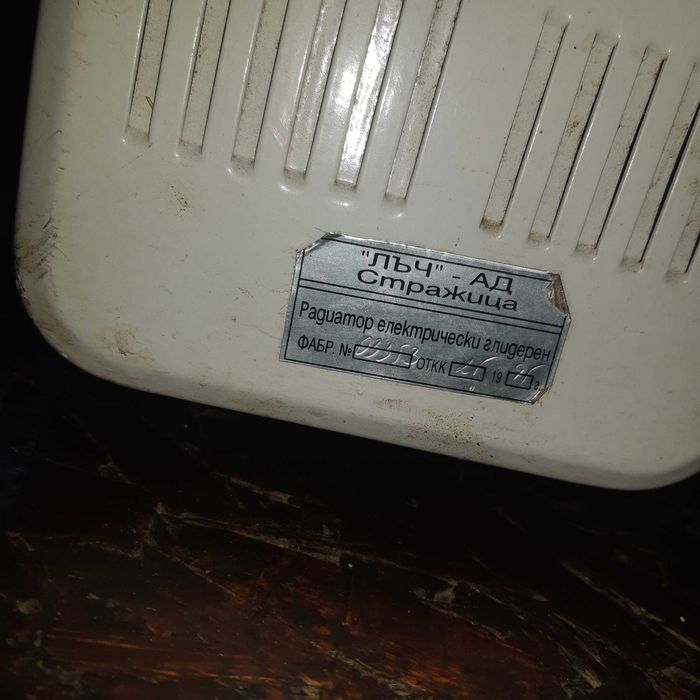 "ЛЪЧ" - АД
Стражица
Радиатор електрически глидерен
ФАБР. № ОТКК 19 г.